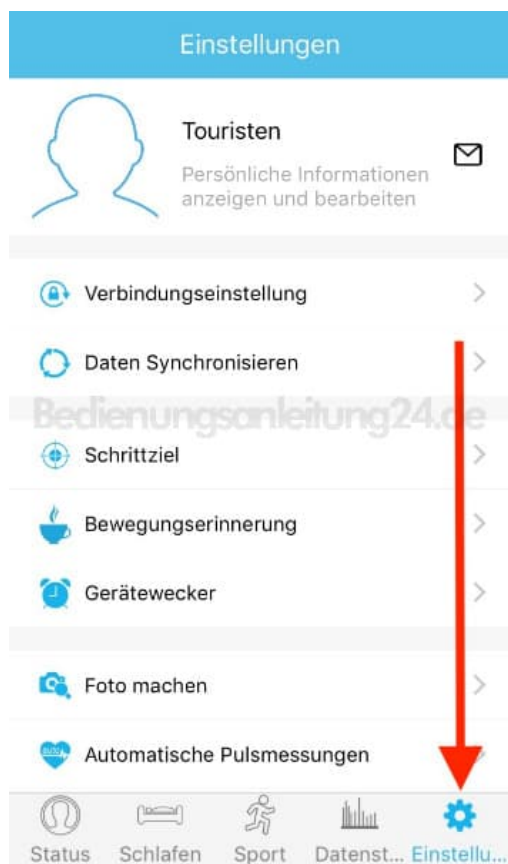 Einstellungen
Touristen
Persönliche Informationen
anzeigen und bearbeiten
Verbindungseinstellung
Daten Synchronisieren
Bedienungsanleitung24.de
Schrittziel
Bewegungserinnerung
Gerätewecker
Foto machen
Automatische Pulsmessungen
Status Schlafen Sport Datenst... Einstellu...